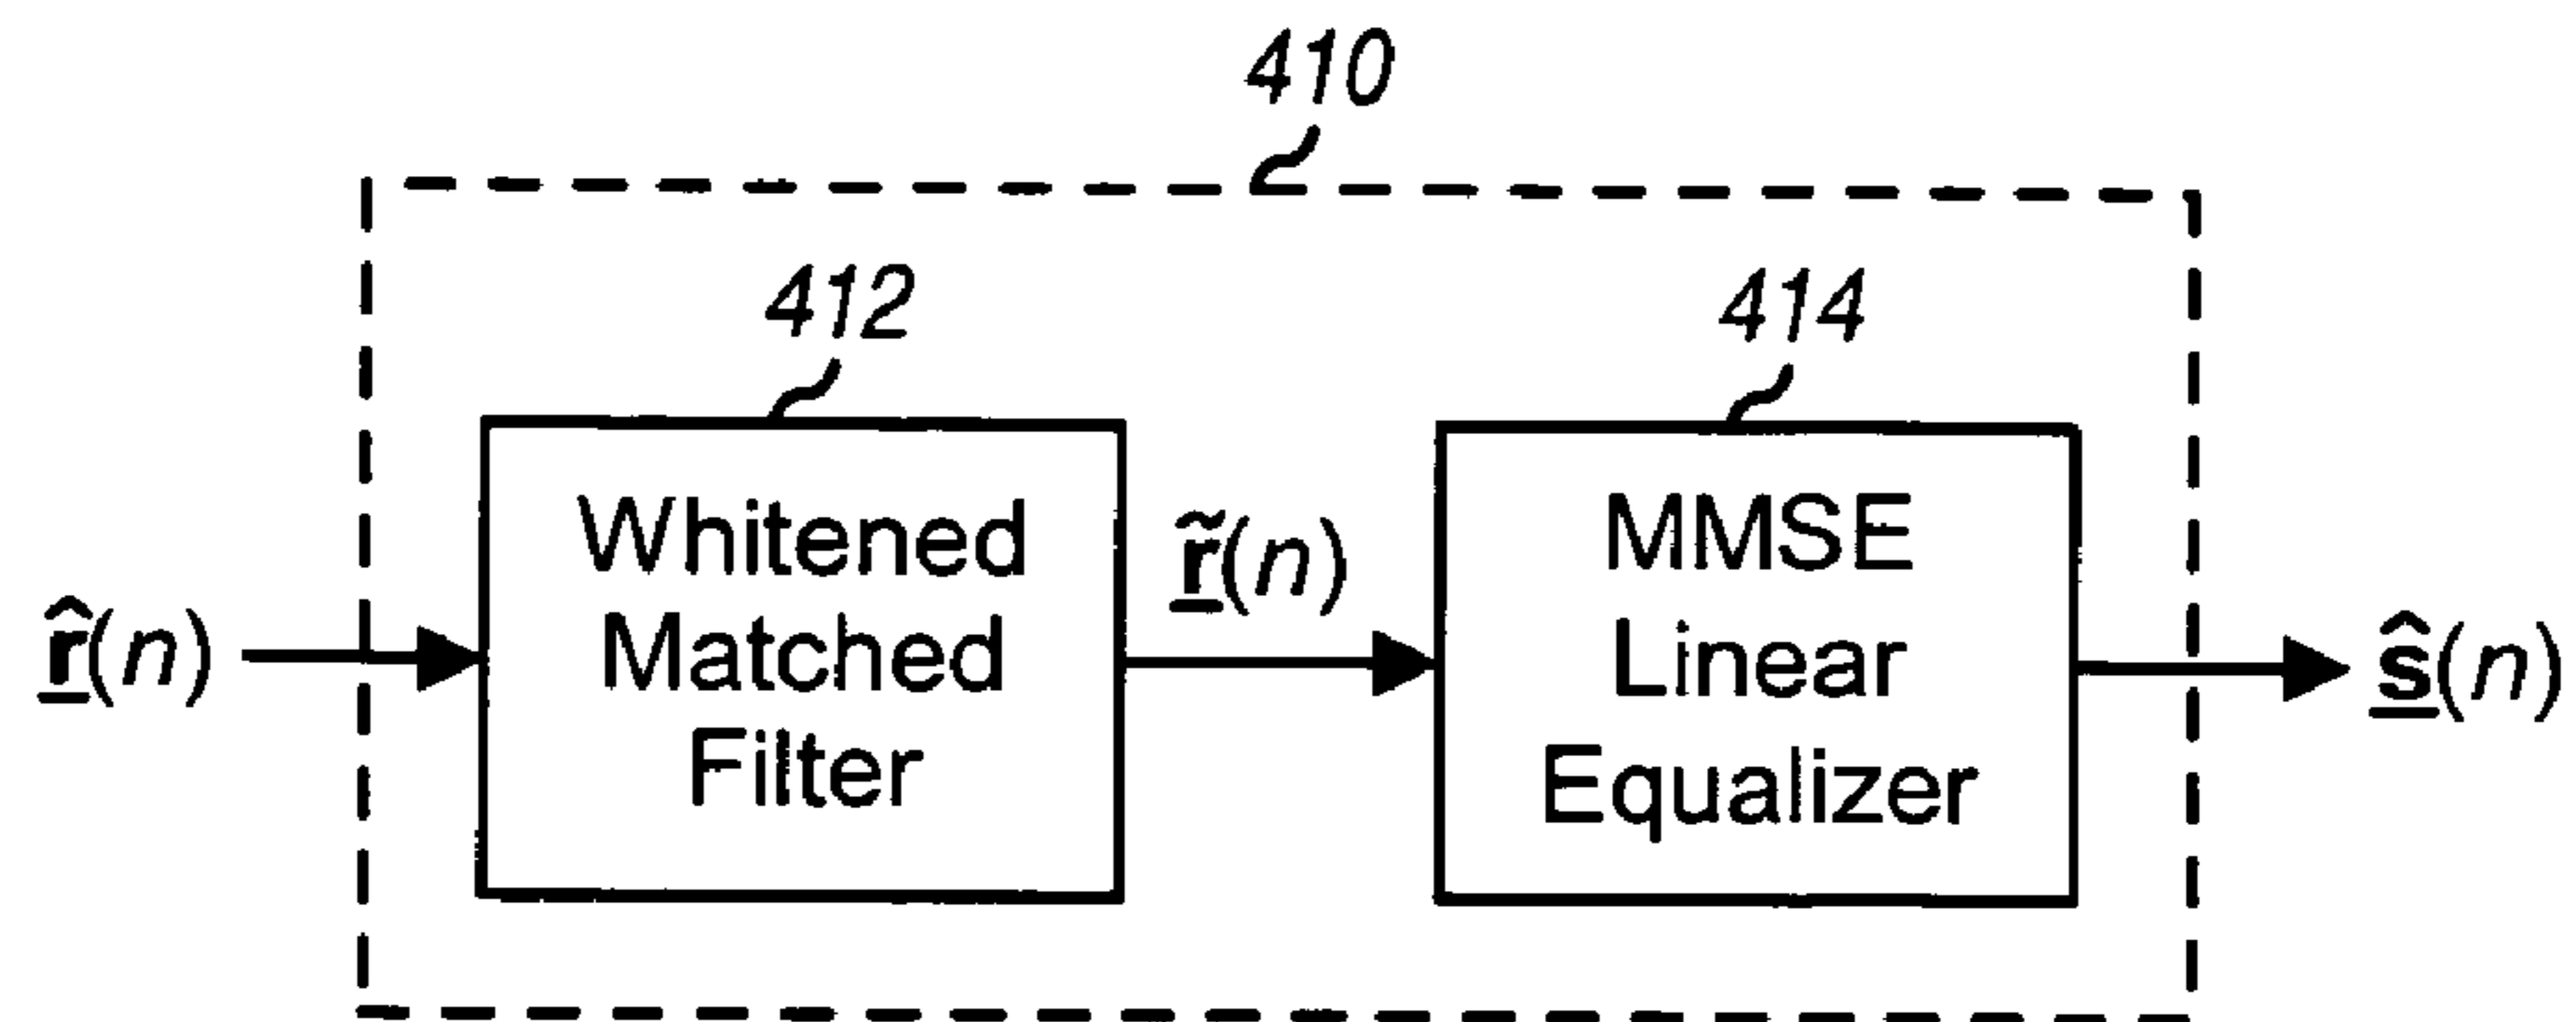 410
412
414
Whitened
Matched
Filter
MMSE
Linear
Equalizer
r̲̂(n)
r̲̃(n)
ŝ̲(n)